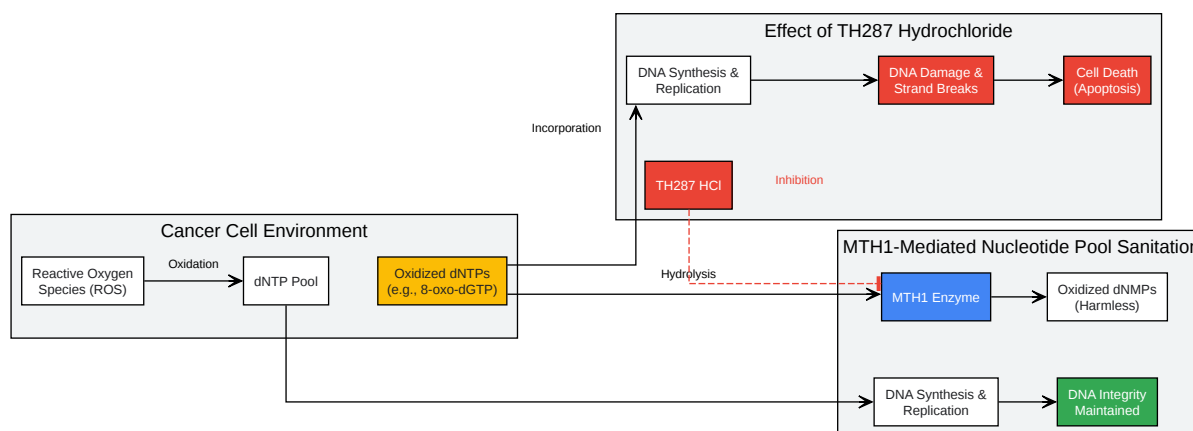 Effect of TH287 Hydrochloride
DNA Synthesis &
Replication
DNA Damage &
Strand Breaks
Cell Death
(Apoptosis)
Incorporation
TH287 HCl
Inhibition
Cancer Cell Environment
Reactive Oxygen
Species (ROS)
Oxidation
dNTP Pool
Oxidized dNTPs
(e.g., 8-oxo-dGTP)
Hydrolysis
MTH1-Mediated Nucleotide Pool Sanitation
MTH1 Enzyme
Oxidized dNMPs
(Harmless)
DNA Synthesis &
Replication
DNA Integrity
Maintained